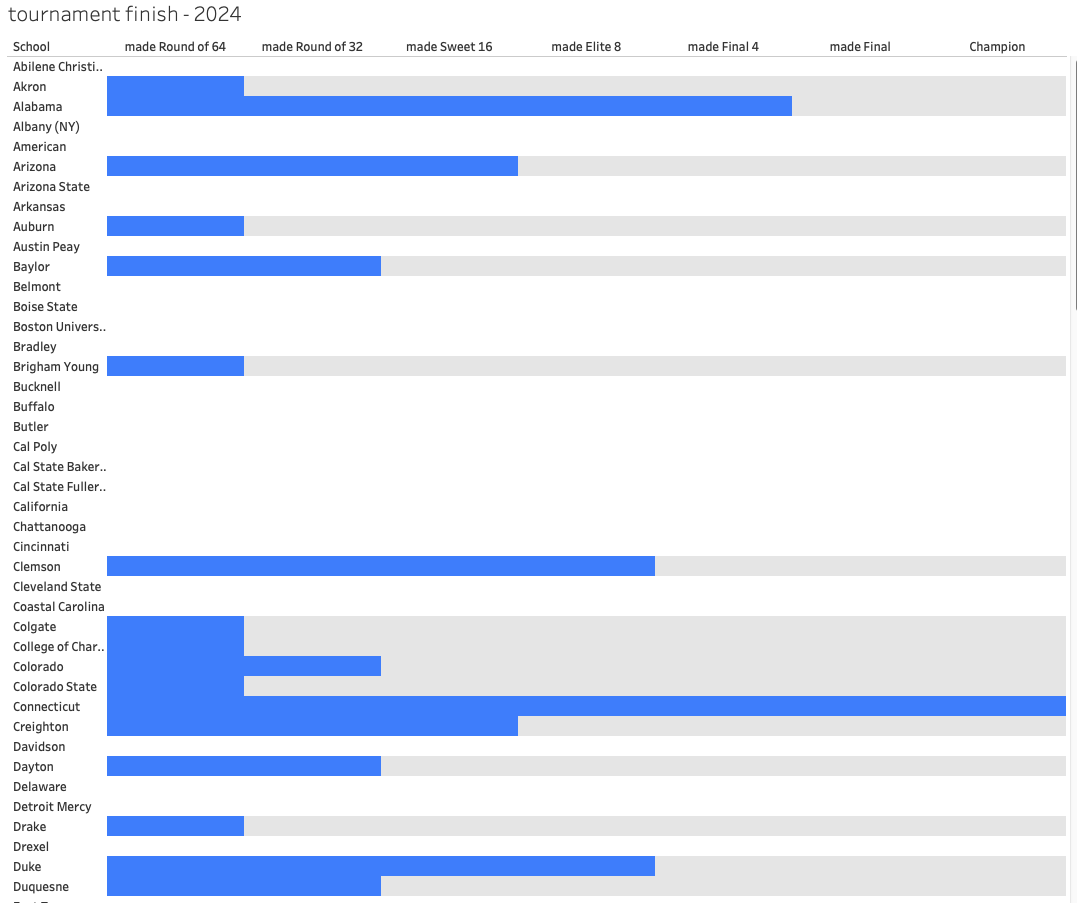 tournament finish - 2024
School made Round of 64 made Round of 32 made Sweet 16 made Elite 8 made Final 4 made Final Champion
Abilene Christi..
Akron
Alabama
Albany (NY)
American
Arizona
Arizona State
Arkansas
Auburn
Austin Peay
Baylor
Belmont
Boise State
Boston Univers..
Bradley
Brigham Young
Bucknell
Buffalo
Butler
Cal Poly
Cal State Baker..
Cal State Fuller..
California
Chattanooga
Cincinnati
Clemson
Cleveland State
Coastal Carolina
Colgate
College of Char..
Colorado
Colorado State
Connecticut
Creighton
Davidson
Dayton
Delaware
Detroit Mercy
Drake
Drexel
Duke
Duquesne